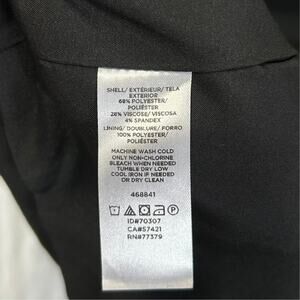 SHELL/ EXTÉRIEUR/ TELA
EXTERIOR
68% POLYESTER/
POLIÉSTER
28% VISCOSE/ VISCOSA
4% SPANDEX
LINING/ DOUBLURE/ FORRO
100% POLYESTER/
POLIÉSTER
MACHINE WASH COLD
ONLY NON-CHLORINE
BLEACH WHEN NEEDED
TUMBLE DRY LOW
COOL IRON IF NEEDED
OR DRY CLEAN
468841
ID#70307
CA#57421
RN#77379